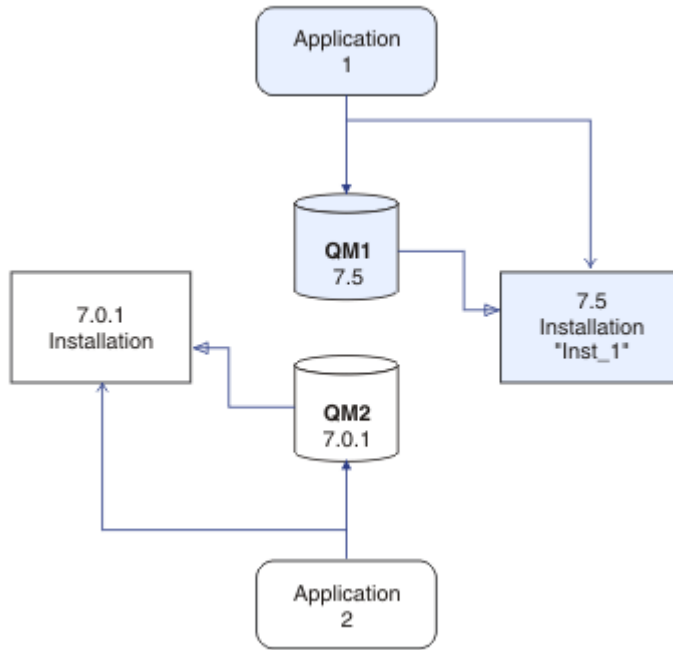 Application
1
QM1
7.5
7.5
Installation
"Inst_1"
7.0.1
Installation
QM2
7.0.1
Application
2